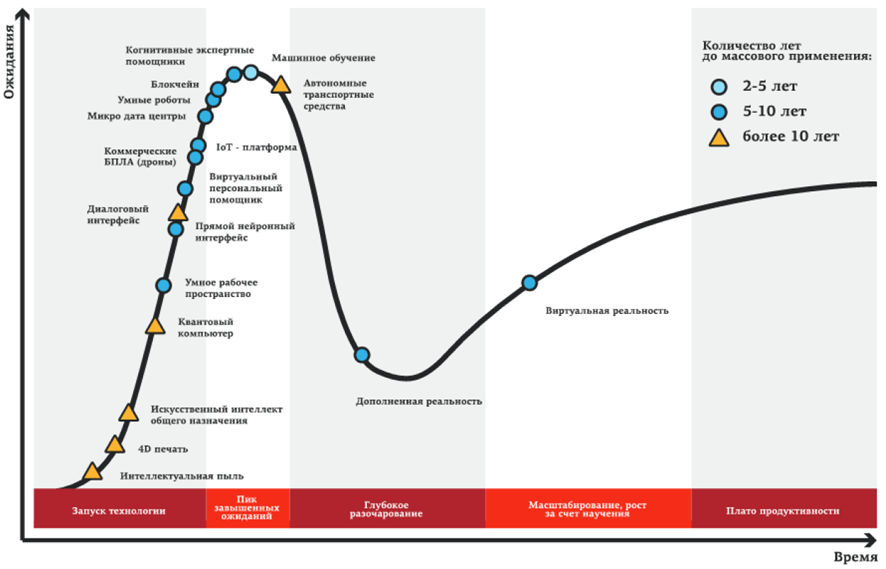 Ожидания
Когнитивные экспертные
помощники
Машинное обучение
Блокчейн
Автономные
транспортные
средства
Умные роботы
Микро дата центры
Коммерческие
БПЛА (дроны)
IoT - платформа
Виртуальный
персональный
помощник
Диалоговый
интерфейс
Прямой нейронный
интерфейс
Умное рабочее
пространство
Квантовый
компьютер
Искусственный интеллект
общего назначения
4D печать
Интеллектуальная пыль
Дополненная реальность
Виртуальная реальность
Количество лет
до массового применения:
2-5 лет
5-10 лет
более 10 лет
Запуск технологии
Пик
завышенных
ожиданий
Глубокое
разочарование
Масштабирование, рост
за счет научения
Плато продуктивности
Время